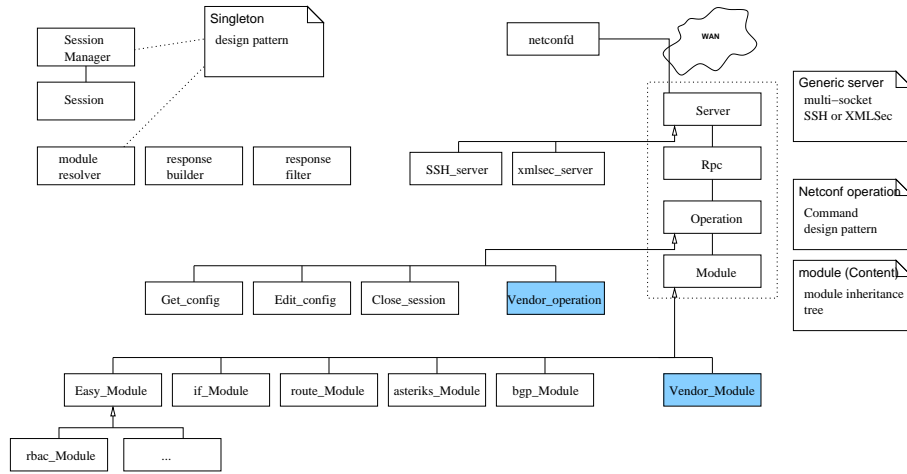 Session
Manager
Session
Singleton
design pattern
netconfd
WAN
module
resolver
response
builder
response
filter
SSH_server
xmlsec_server
Server
Rpc
Operation
Module
Generic server
multi−socket
SSH or XMLSec
Netconf operation
Command
design pattern
module (Content)
module inheritance
tree
Get_config
Edit_config
Close_session
Vendor_operation
Easy_Module
if_Module
route_Module
asteriks_Module
bgp_Module
Vendor_Module
rbac_Module
...